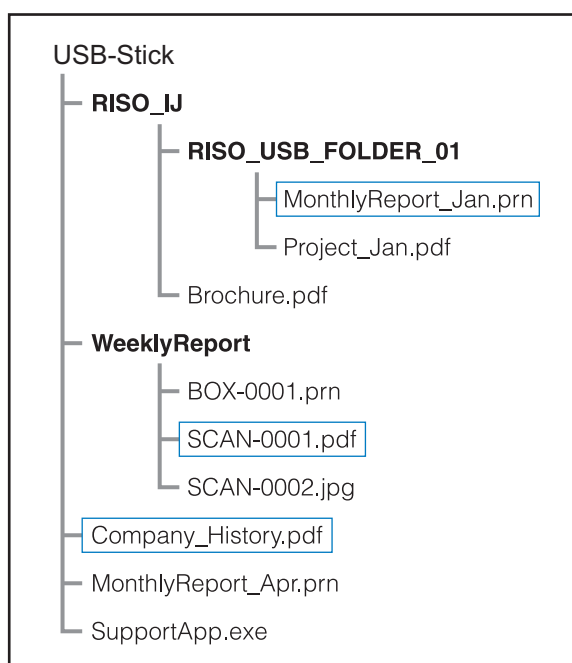 USB-Stick
RISO_IJ
RISO_USB_FOLDER_01
MonthlyReport_Jan.prn
Project_Jan.pdf
Brochure.pdf
WeeklyReport
BOX-0001.prn
SCAN-0001.pdf
SCAN-0002.jpg
Company_History.pdf
MonthlyReport_Apr.prn
SupportApp.exe